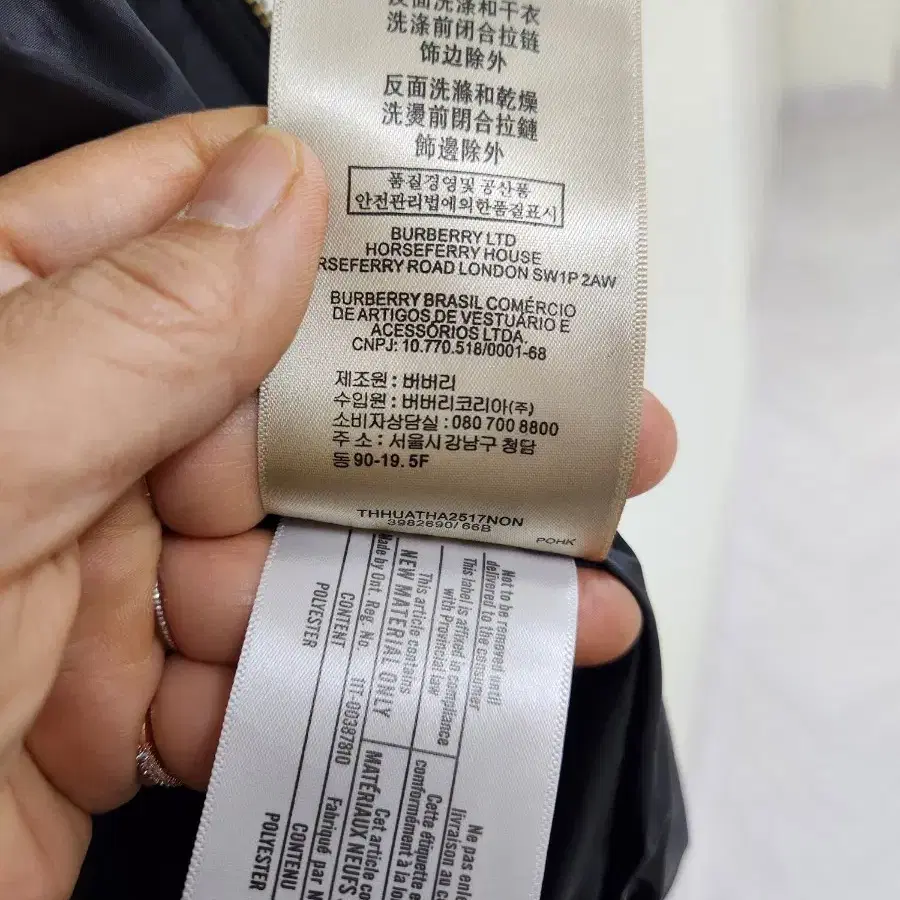 反面洗涤和干衣
洗涤前闭合拉链
饰边除外
反面洗滌和乾燥
洗燙前閉合拉鏈
飾邊除外
품질경영및공산품
안전관리법에의한품질표시
BURBERRY LTD
HORSEFERRY HOUSE
RSEFERRY ROAD LONDON SW1P 2AW
BURBERRY BRASIL COMÉRCIO
DE ARTIGOS DE VESTUÁRIO E
ACESSÓRIOS LTDA.
CNPJ: 10.770.518/0001-68
제조원 : 버버리
수입원 : 버버리코리아(주)
소비자상담실 : 080 700 8800
주 소 : 서울시강남구 청담
동 90-19. 5F
THHUATHA2517NON
3982690/66B
POHK
Not to be removed until
delivered to the consumer
This label is affixed in compliance
with Provincial law
This article contains
NEW MATERIAL ONLY
Made by Ont. Reg. No. 11T-00387810
CONTENT
POLYESTER
Ne pas enle
livraison au c
Cette étiquette e
conformément à la lo
Cet article co
MATÉRIAUX NEUFS
Fabriqué par N
CONTENU
POLYESTER